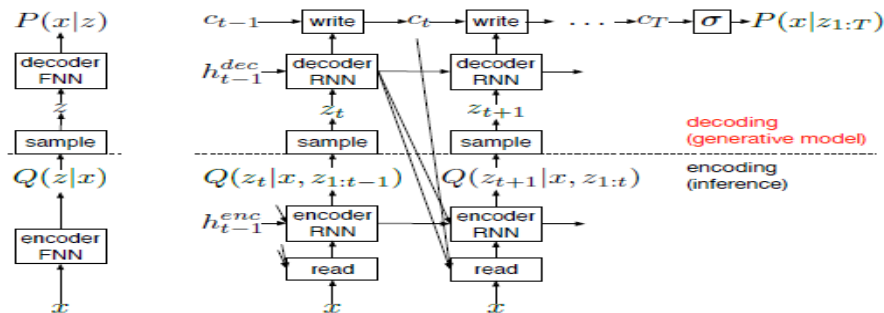 P(x|z)
decoder
FNN
z
sample
Q(z|x)
encoder
FNN
x
c_{t−1} write c_t write . . . c_T σ P(x|z_{1:T})
h^{dec}_{t−1} decoder RNN decoder RNN
z_t z_{t+1}
sample sample
decoding
(generative model)
Q(z_t|x, z_{1:t−1}) Q(z_{t+1}|x, z_{1:t})
encoding
(inference)
h^{enc}_{t−1} encoder RNN encoder RNN
read read
x x